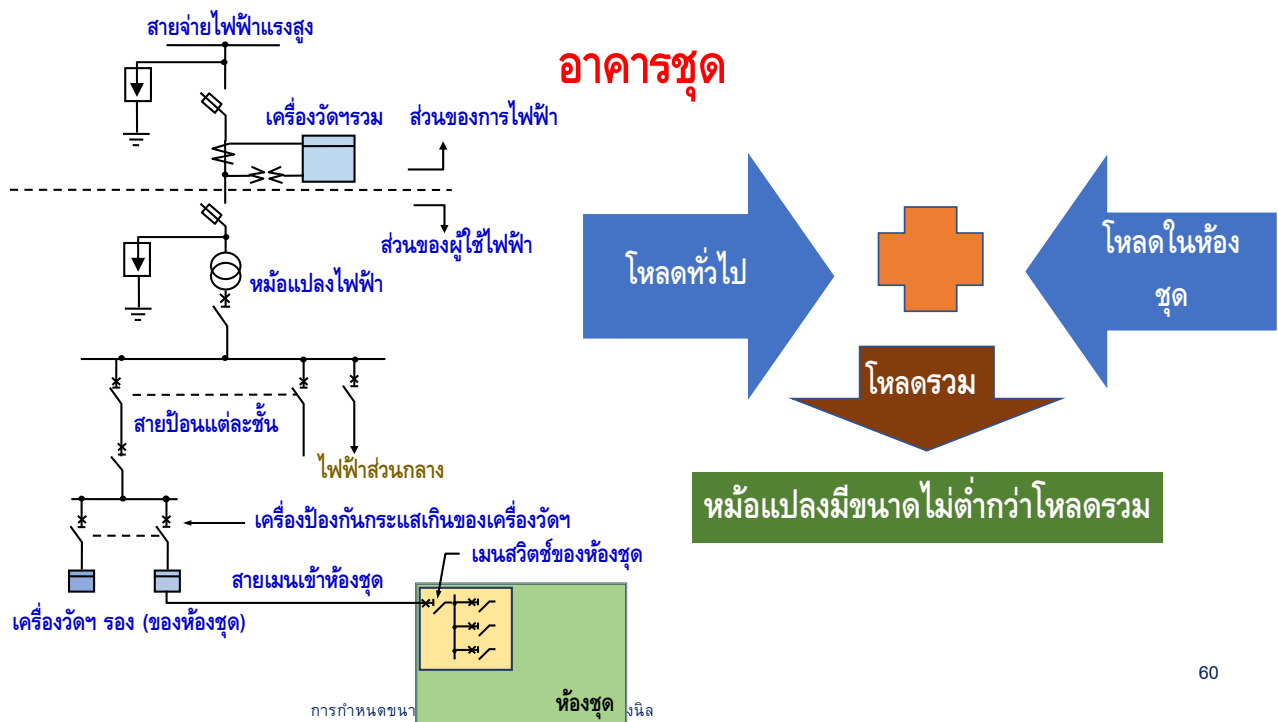 สายจ่ายไฟฟ้าแรงสูง
อาคารชุด
เครื่องวัดฯรวม
ส่วนของการไฟฟ้า
ส่วนของผู้ใช้ไฟฟ้า
หม้อแปลงไฟฟ้า
โหลดทั่วไป
โหลดในห้อง
ชุด
โหลดรวม
สายป้อนแต่ละชั้น
ไฟฟ้าส่วนกลาง
หม้อแปลงมีขนาดไม่ต่ำกว่าโหลดรวม
เครื่องป้องกันกระแสเกินของเครื่องวัดฯ
เมนสวิตช์ของห้องชุด
สายเมนเข้าห้องชุด
เครื่องวัดฯ รอง (ของห้องชุด)
ห้องชุด
60
การกำหนดขนา